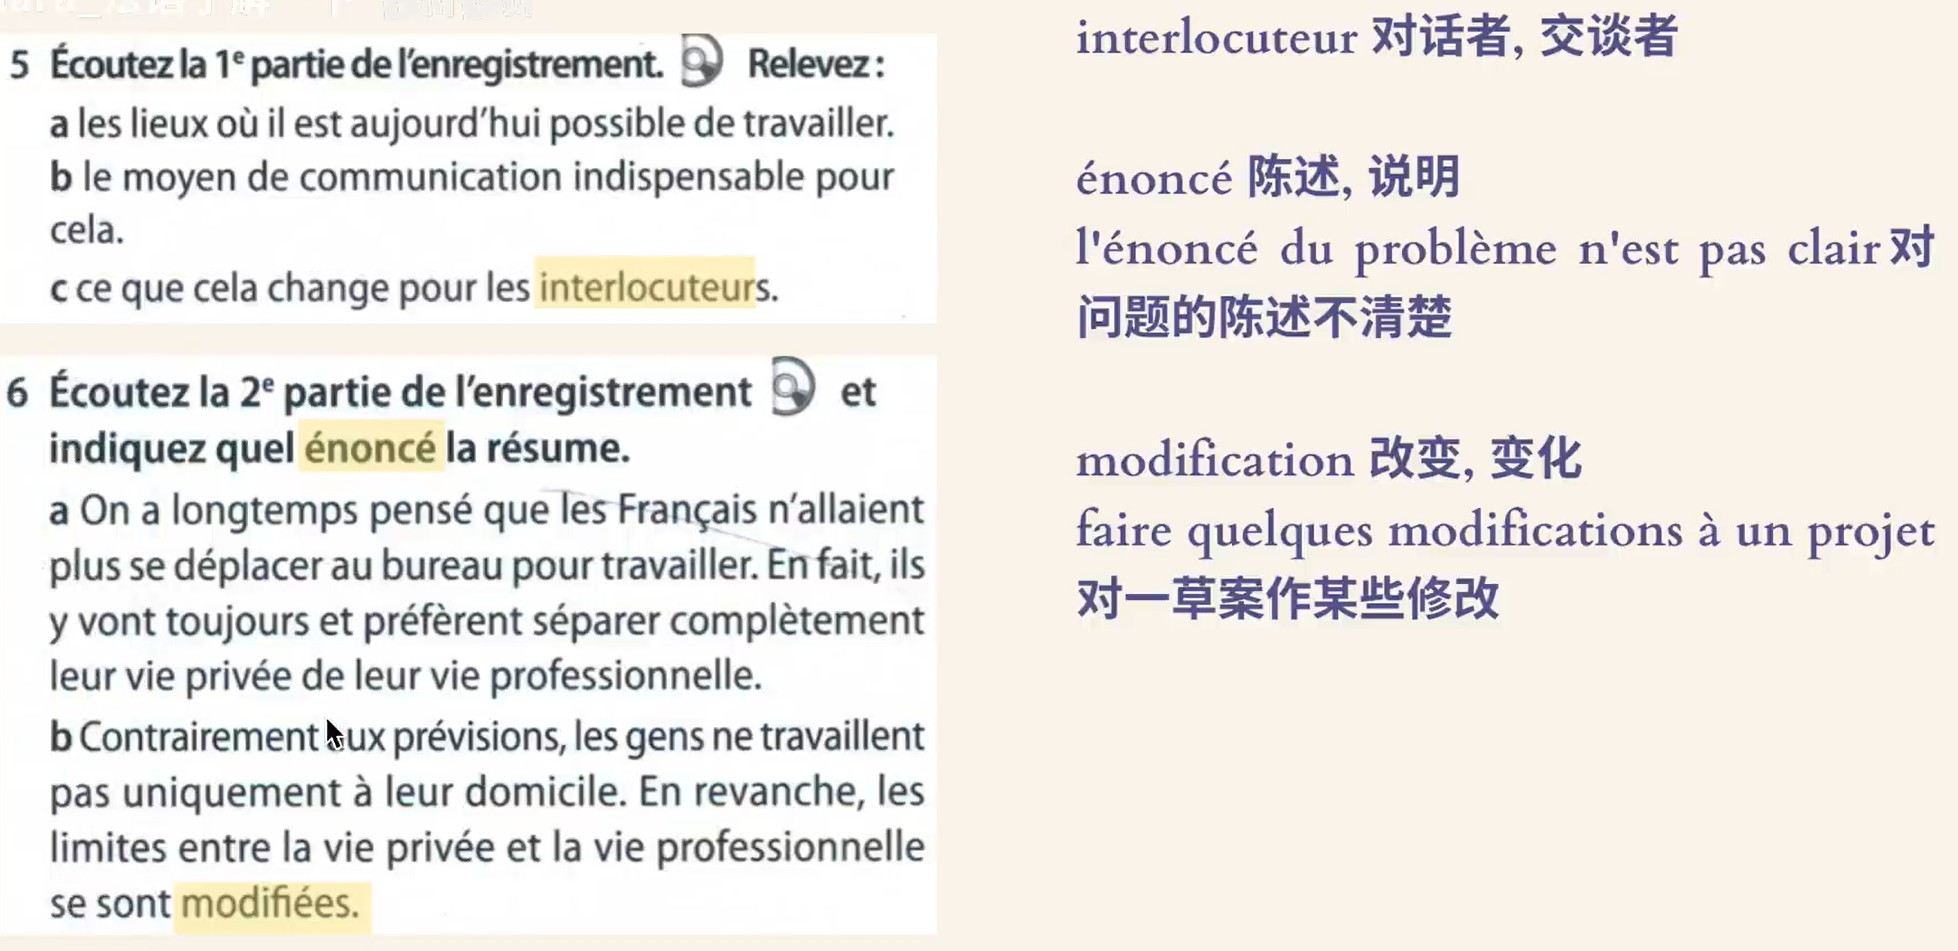 5 Écoutez la 1e partie de l'enregistrement. Relevez :
a les lieux où il est aujourd'hui possible de travailler.
b le moyen de communication indispensable pour
cela.
c ce que cela change pour les interlocuteurs.
6 Écoutez la 2e partie de l'enregistrement et
indiquez quel énoncé la résume.
a On a longtemps pensé que les Français n'allaient
plus se déplacer au bureau pour travailler. En fait, ils
y vont toujours et préfèrent séparer complètement
leur vie privée de leur vie professionnelle.
b Contrairement aux prévisions, les gens ne travaillent
pas uniquement à leur domicile. En revanche, les
limites entre la vie privée et la vie professionnelle
se sont modifiées.
interlocuteur 对话者, 交谈者
énoncé 陈述, 说明
l'énoncé du problème n'est pas clair 对
问题的陈述不清楚
modification 改变, 变化
faire quelques modifications à un projet
对一草案作某些修改